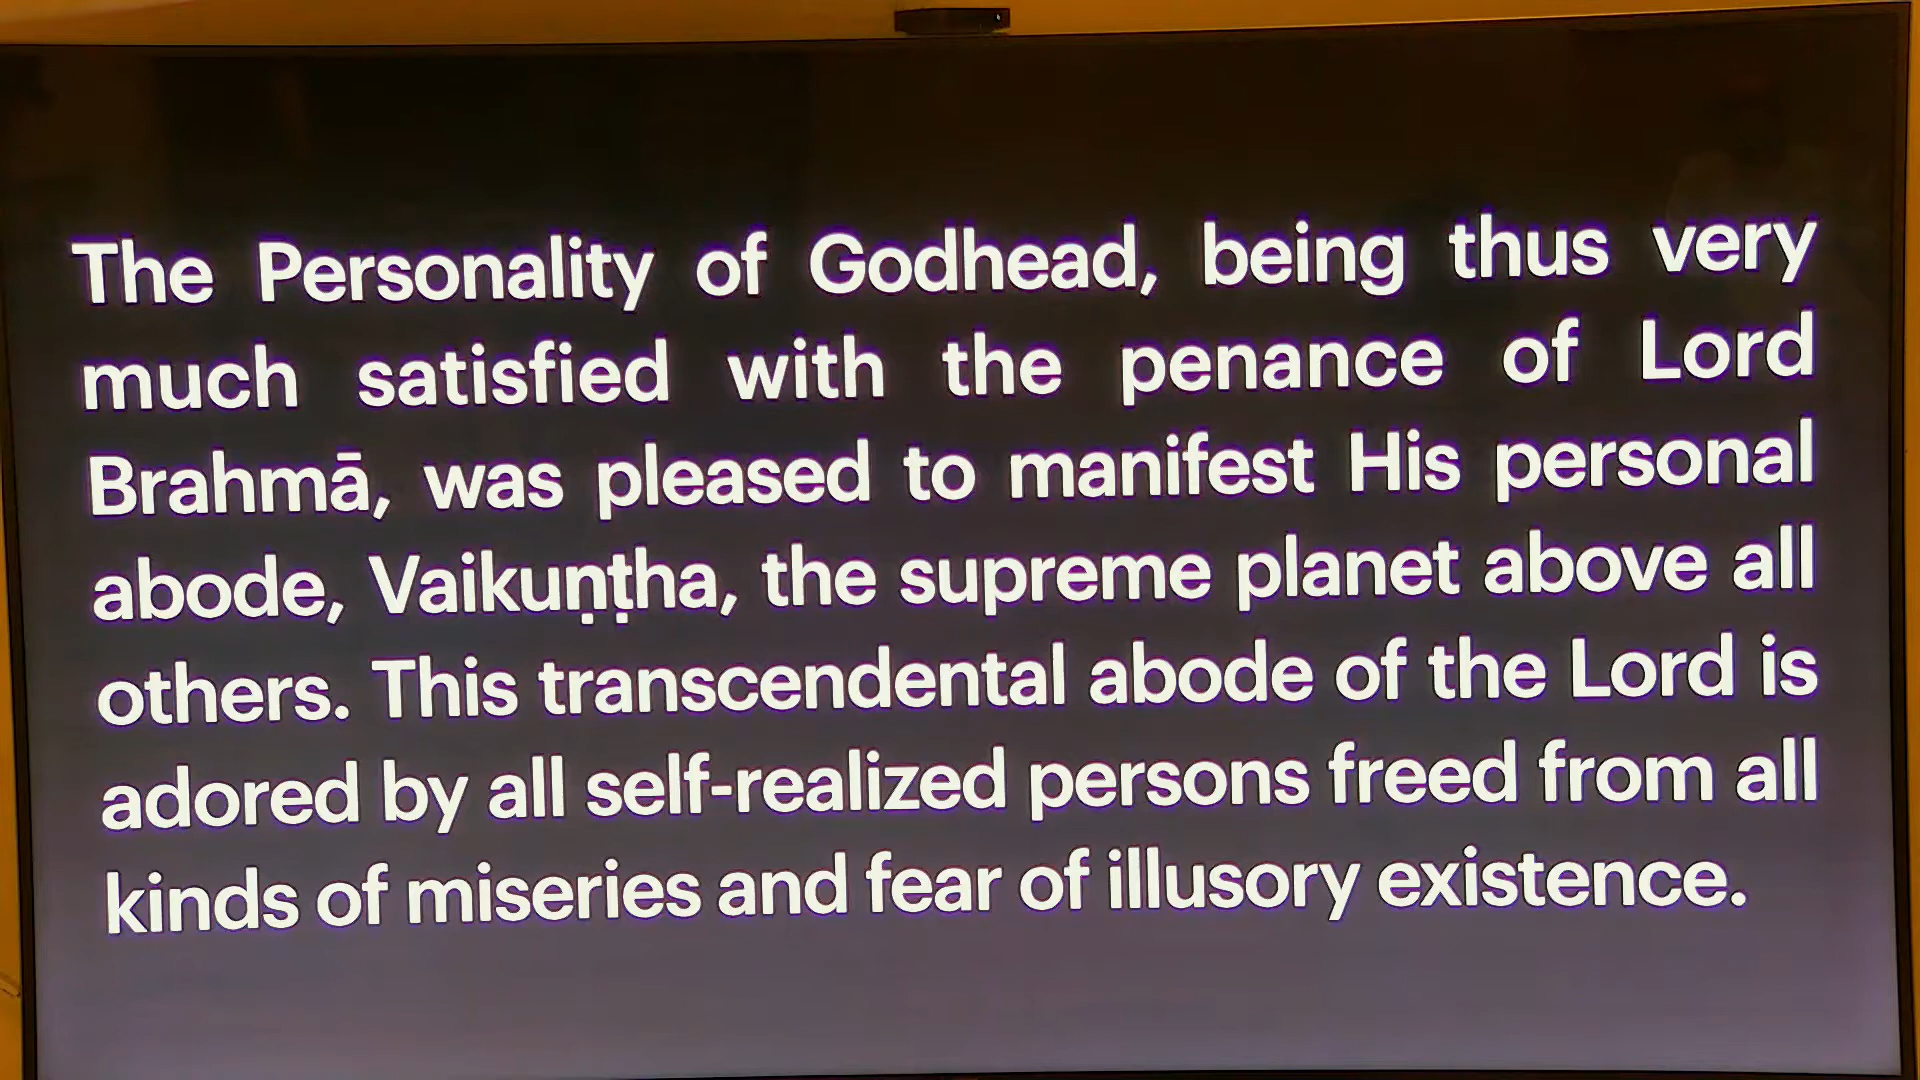 The Personality of Godhead, being thus very
much satisfied with the penance of Lord
Brahmā, was pleased to manifest His personal
abode, Vaikuṇṭha, the supreme planet above all
others. This transcendental abode of the Lord is
adored by all self-realized persons freed from all
kinds of miseries and fear of illusory existence.